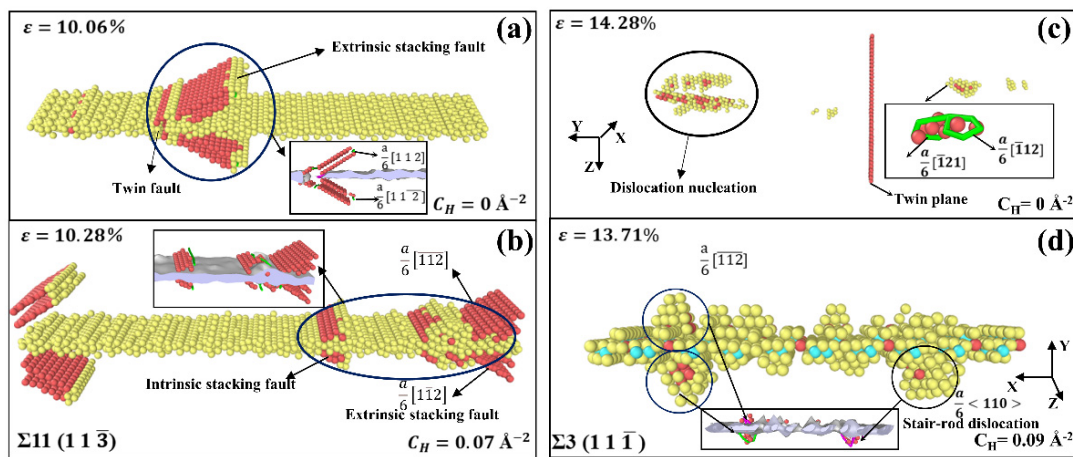 ε = 10.06%
(a)
Extrinsic stacking fault
Twin fault
a/6 [1 1 2]
a/6 [1 1 2̅]
C_H = 0 Å⁻²
ε = 10.28%
(b)
a/6 [1̅1̅2]
Intrinsic stacking fault
a/6 [11̅2]
Extrinsic stacking fault
Σ11 (1 1 3̅)
C_H = 0.07 Å⁻²
ε = 14.28%
(c)
Y
X
Z
Dislocation nucleation
a/6 [1̅21]
a/6 [1̅12]
Twin plane
C_H= 0 Å⁻²
ε = 13.71%
(d)
a/6 [1̅1̅2]
Y
X
Z
a/6 < 110 >
Stair-rod dislocation
Σ3 (1 1 1̅)
C_H= 0.09 Å⁻²